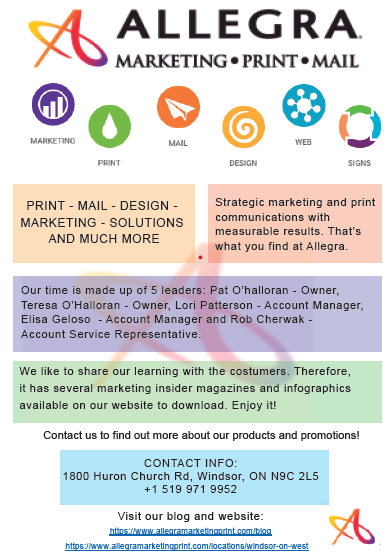 ALLEGRA
MARKETING • PRINT • MAIL
MARKETING
PRINT
MAIL
DESIGN
WEB
SIGNS
PRINT - MAIL - DESIGN -
MARKETING - SOLUTIONS
AND MUCH MORE
Strategic marketing and print
communications with
measurable results. That's
what you find at Allegra.
Our time is made up of 5 leaders: Pat O'halloran - Owner,
Teresa O'Halloran - Owner, Lori Patterson - Account Manager,
Elisa Geloso - Account Manager and Rob Cherwak -
Account Service Representative.
We like to share our learning with the costumers. Therefore,
it has several marketing insider magazines and infographics
available on our website to download. Enjoy it!
Contact us to find out more about our products and promotions!
CONTACT INFO:
1800 Huron Church Rd, Windsor, ON N9C 2L5
+1 519 971 9952
Visit our blog and website:
https://www.allegramarketingprint.com/blog
https://www.allegramarketingprint.com/locations/windsor-on-west